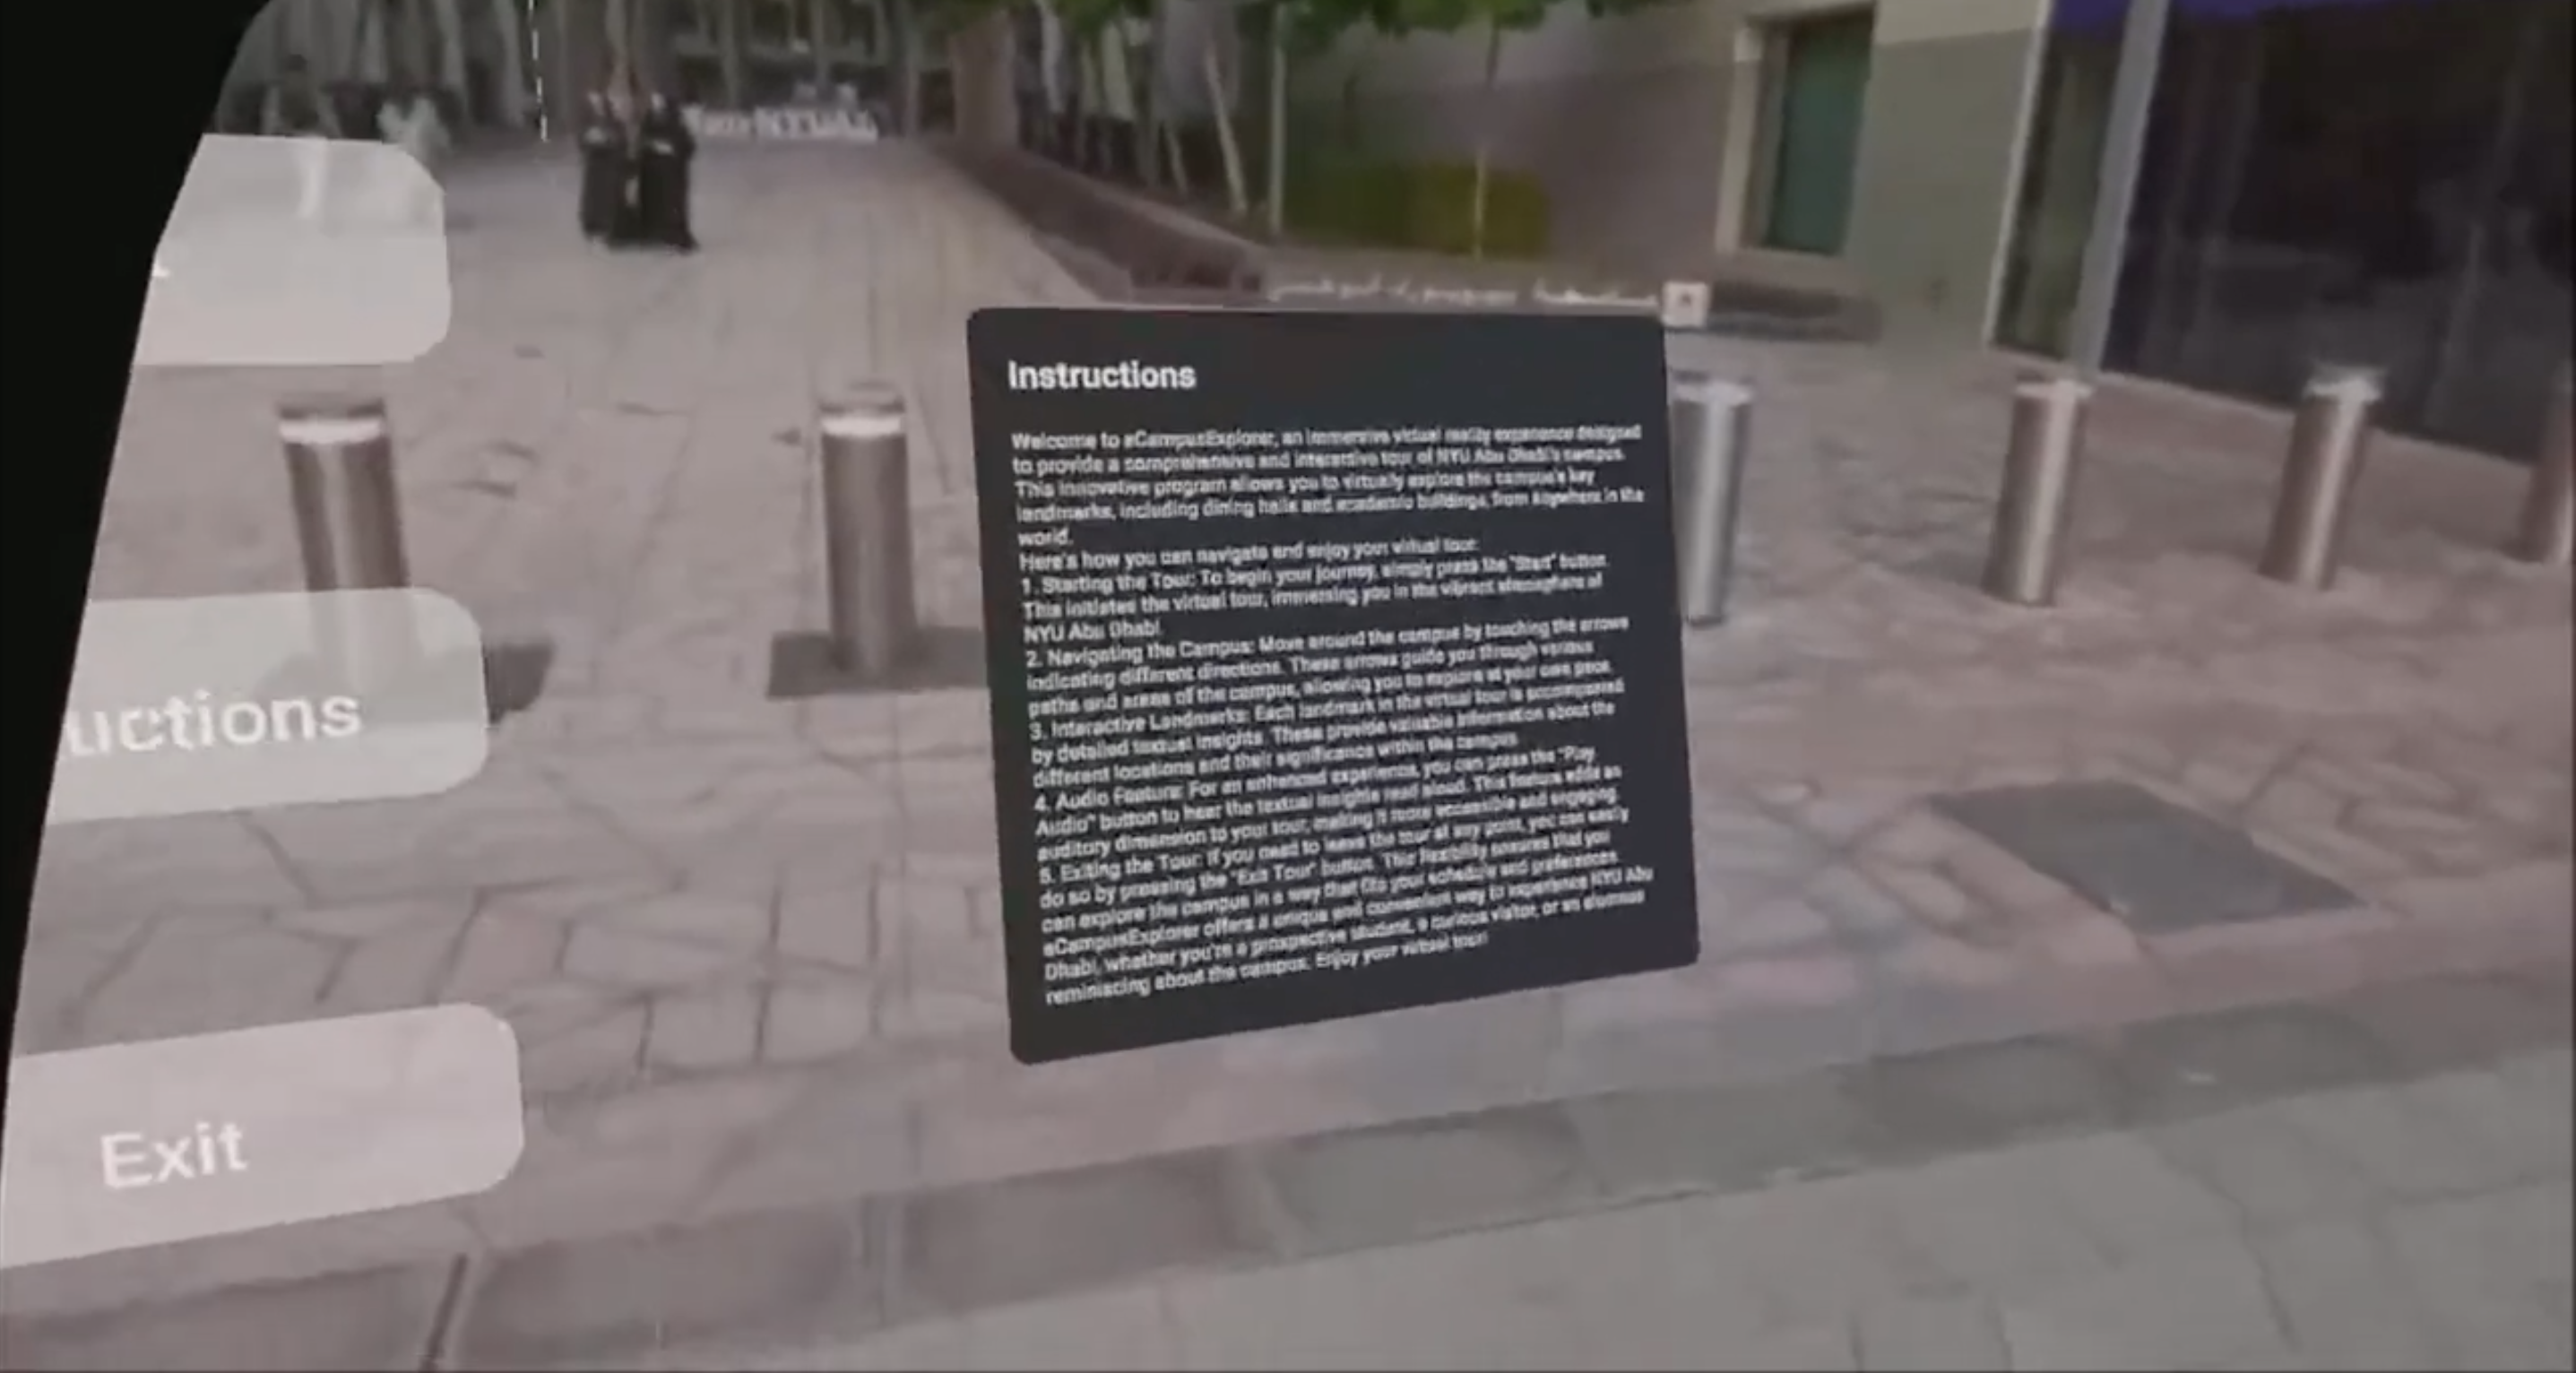 Instructions
Welcome to eCampusExplorer, an immersive virtual reality experience designed
to provide a comprehensive and interactive tour of NYU Abu Dhabi's campus.
This innovative program allows you to virtually explore the campus's key
landmarks, including dining halls and academic buildings, from anywhere in the
world.
Here's how you can navigate and enjoy your virtual tour:
1. Starting the Tour: To begin your journey, simply press the "Start" button.
This initiates the virtual tour, immersing you in the vibrant atmosphere of
NYU Abu Dhabi.
2. Navigating the Campus: Move around the campus by touching the arrows
indicating different directions. These arrows guide you through various
paths and areas of the campus, allowing you to explore at your own pace.
3. Interactive Landmarks: Each landmark in the virtual tour is accompanied
by detailed textual insights. These provide valuable information about the
different locations and their significance within the campus.
4. Audio Feature: For an enhanced experience, you can press the "Play
Audio" button to hear the textual insights read aloud. This feature adds an
auditory dimension to your tour, making it more accessible and engaging.
5. Exiting the Tour: If you need to leave the tour at any point, you can easily
do so by pressing the "Exit Tour" button. This flexibility ensures that you
can explore the campus in a way that fits your schedule and preferences.
eCampusExplorer offers a unique and convenient way to experience NYU Abu
Dhabi, whether you're a prospective student, a curious visitor, or an alumnus
reminiscing about the campus. Enjoy your virtual tour!
uctions
Exit